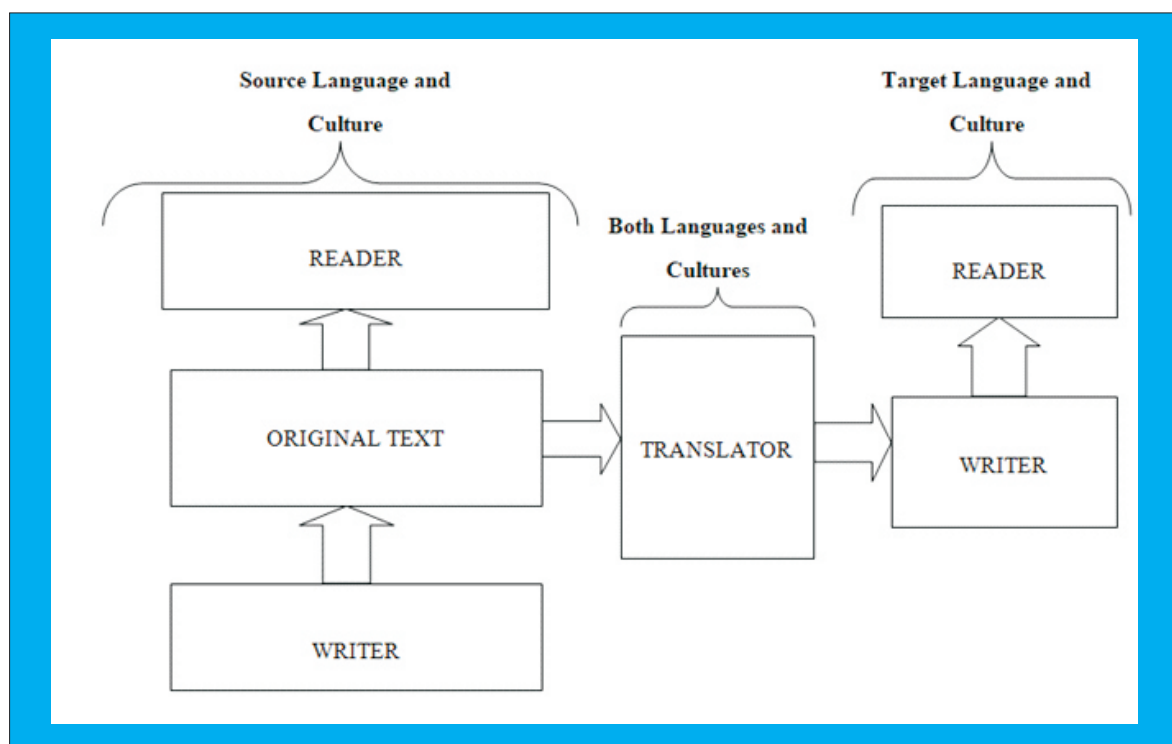 Source Language and
Culture
READER
ORIGINAL TEXT
WRITER
Both Languages and
Cultures
TRANSLATOR
Target Language and
Culture
READER
WRITER